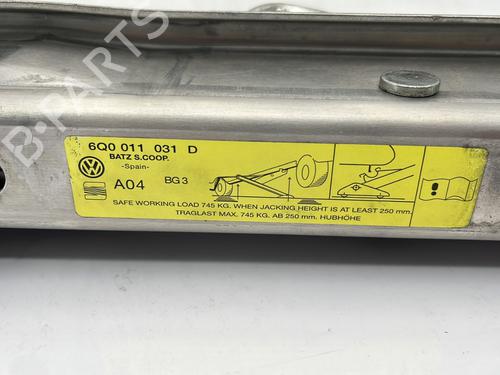 B-PARTS
6Q0 011 031 D
BATZ S.COOP.
-Spain-
A04 BG3
SAFE WORKING LOAD 745 KG. WHEN JACKING HEIGHT IS AT LEAST 250 mm.
TRAGLAST MAX. 745 KG. AB 250 mm. HUBHÖHE